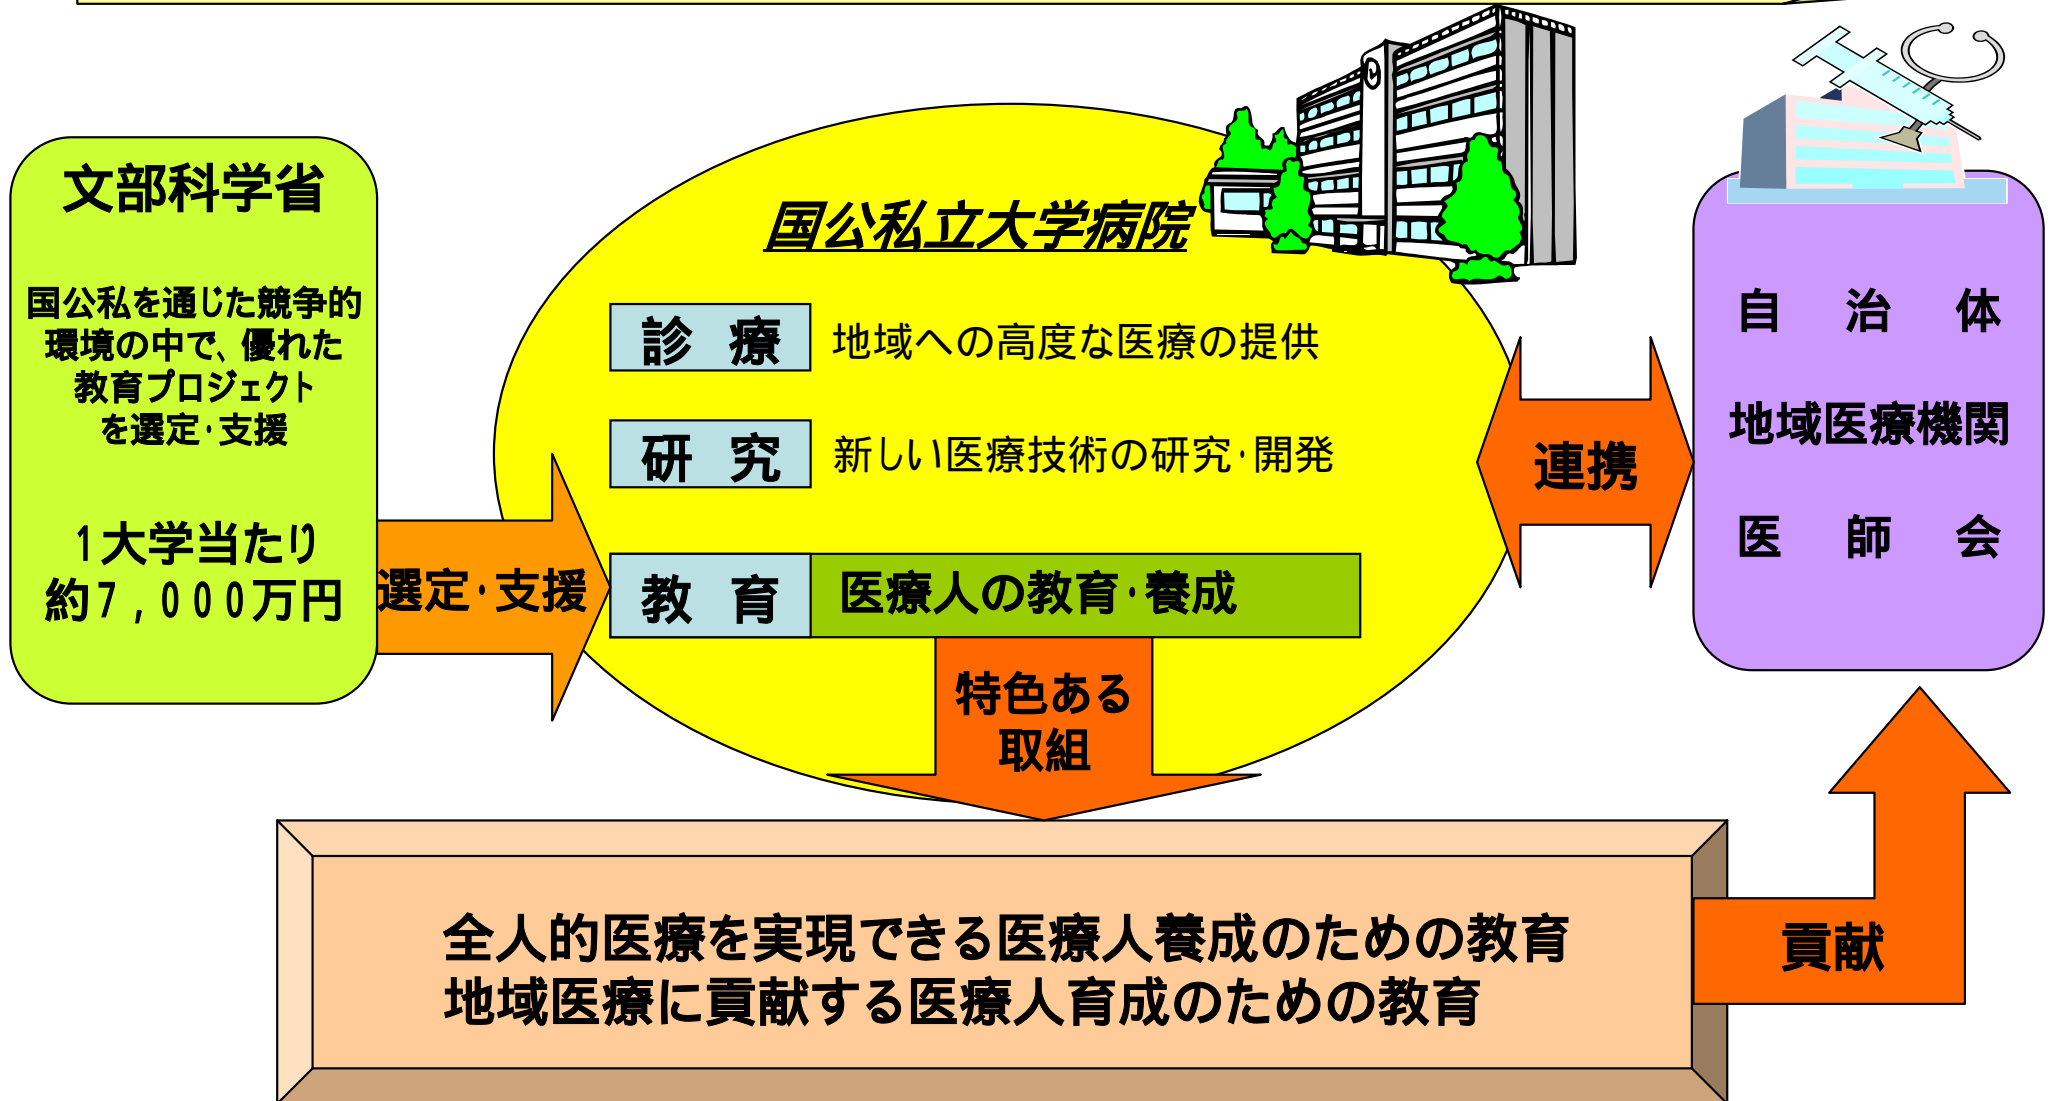 文部科学省
国公私を通じた競争的
環境の中で、優れた
教育プロジェクト
を選定・支援
1大学当たり
約7,000万円
選定・支援
国公私立大学病院
診 療 地域への高度な医療の提供
研 究 新しい医療技術の研究・開発
教 育 医療人の教育・養成
特色ある
取組
連携
自 治 体
地域医療機関
医 師 会
全人的医療を実現できる医療人養成のための教育
地域医療に貢献する医療人育成のための教育
貢献